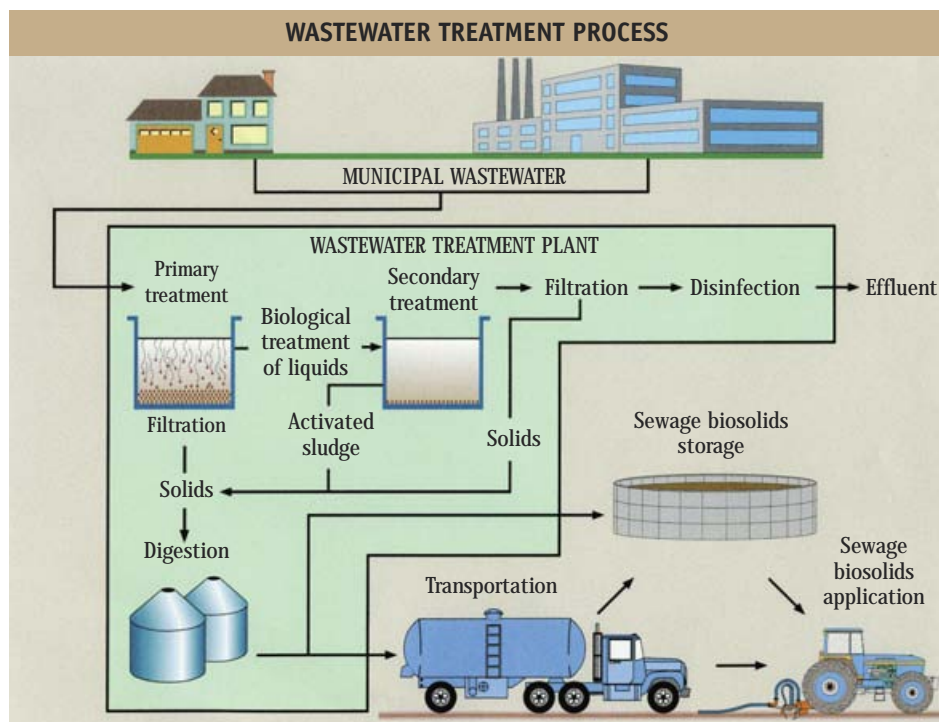 WASTEWATER TREATMENT PROCESS
MUNICIPAL WASTEWATER
WASTEWATER TREATMENT PLANT
Primary
treatment
Biological
treatment
of liquids
Secondary
treatment
Filtration
Disinfection
Effluent
Filtration
Activated
sludge
Solids
Solids
Digestion
Sewage biosolids
storage
Transportation
Sewage
biosolids
application